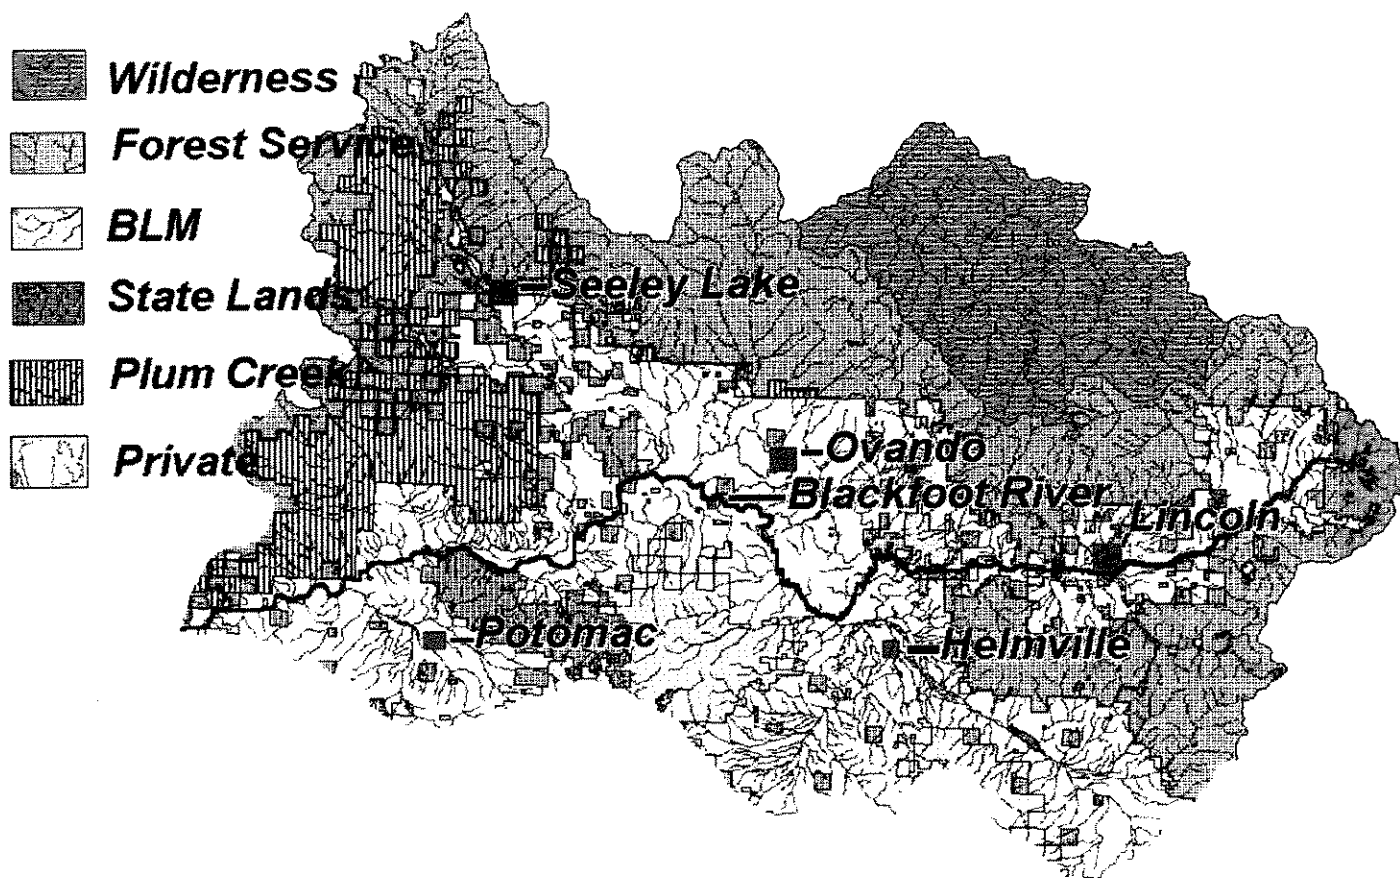 Wilderness
Forest Service
BLM
State Lands
Plum Creek
Private
Seeley Lake
Ovando
Blackfoot River
Lincoln
Potomac
Helmville